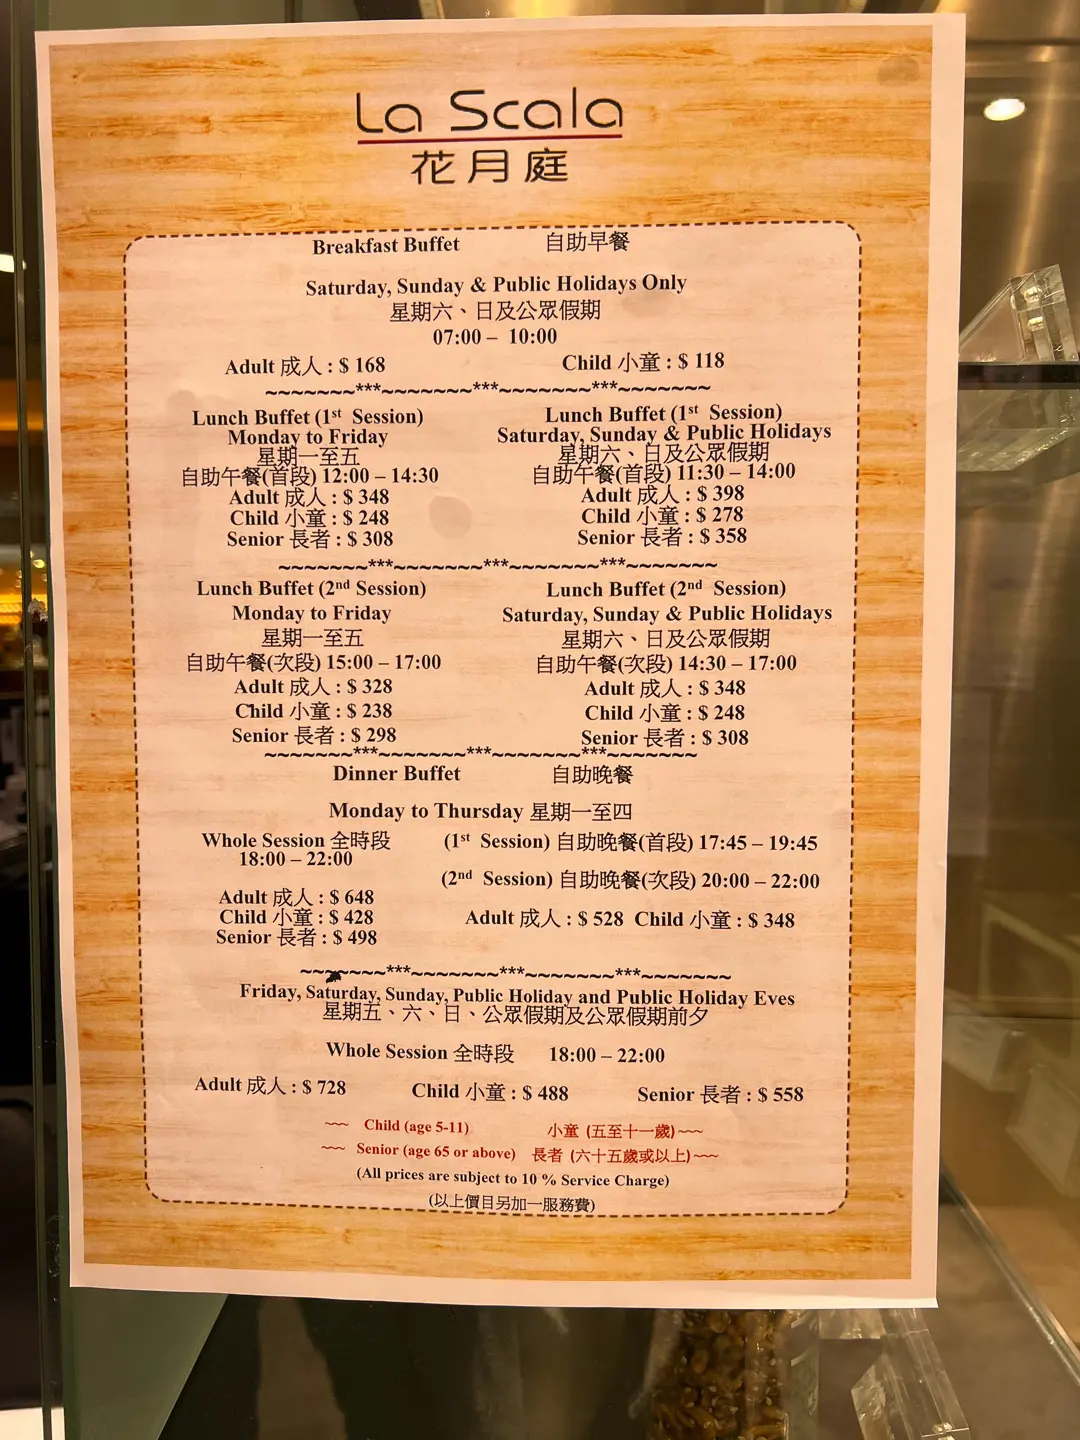 La Scala
花月庭
Breakfast Buffet 自助早餐
Saturday, Sunday & Public Holidays Only
星期六、日及公眾假期
07:00 – 10:00
Adult 成人 : $ 168 Child 小童 : $ 118
~~~~~~~***~~~~~~~***~~~~~~~***~~~~~~~
Lunch Buffet (1st Session)
Monday to Friday
星期一至五
自助午餐(首段) 12:00 – 14:30
Adult 成人 : $ 348
Child 小童 : $ 248
Senior 長者 : $ 308
Lunch Buffet (1st Session)
Saturday, Sunday & Public Holidays
星期六、日及公眾假期
自助午餐(首段) 11:30 – 14:00
Adult 成人 : $ 398
Child 小童 : $ 278
Senior 長者 : $ 358
~~~~~~~***~~~~~~~***~~~~~~~***~~~~~~~
Lunch Buffet (2nd Session)
Monday to Friday
星期一至五
自助午餐(次段) 15:00 – 17:00
Adult 成人 : $ 328
Child 小童 : $ 238
Senior 長者 : $ 298
Lunch Buffet (2nd Session)
Saturday, Sunday & Public Holidays
星期六、日及公眾假期
自助午餐(次段) 14:30 – 17:00
Adult 成人 : $ 348
Child 小童 : $ 248
Senior 長者 : $ 308
~~~~~~~***~~~~~~~***~~~~~~~***~~~~~~~
Dinner Buffet 自助晚餐
Monday to Thursday 星期一至四
Whole Session 全時段
18:00 – 22:00
Adult 成人 : $ 648
Child 小童 : $ 428
Senior 長者 : $ 498
(1st Session) 自助晚餐(首段) 17:45 – 19:45
(2nd Session) 自助晚餐(次段) 20:00 – 22:00
Adult 成人 : $ 528 Child 小童 : $ 348
~~~~~~~***~~~~~~~***~~~~~~~***~~~~~~~
Friday, Saturday, Sunday, Public Holiday and Public Holiday Eves
星期五、六、日、公眾假期及公眾假期前夕
Whole Session 全時段 18:00 – 22:00
Adult 成人 : $ 728 Child 小童 : $ 488 Senior 長者 : $ 558
~~~ Child (age 5-11) 小童 (五至十一歲) ~~~
~~~ Senior (age 65 or above) 長者 (六十五歲或以上) ~~~
(All prices are subject to 10 % Service Charge)
(以上價目另加一服務費)